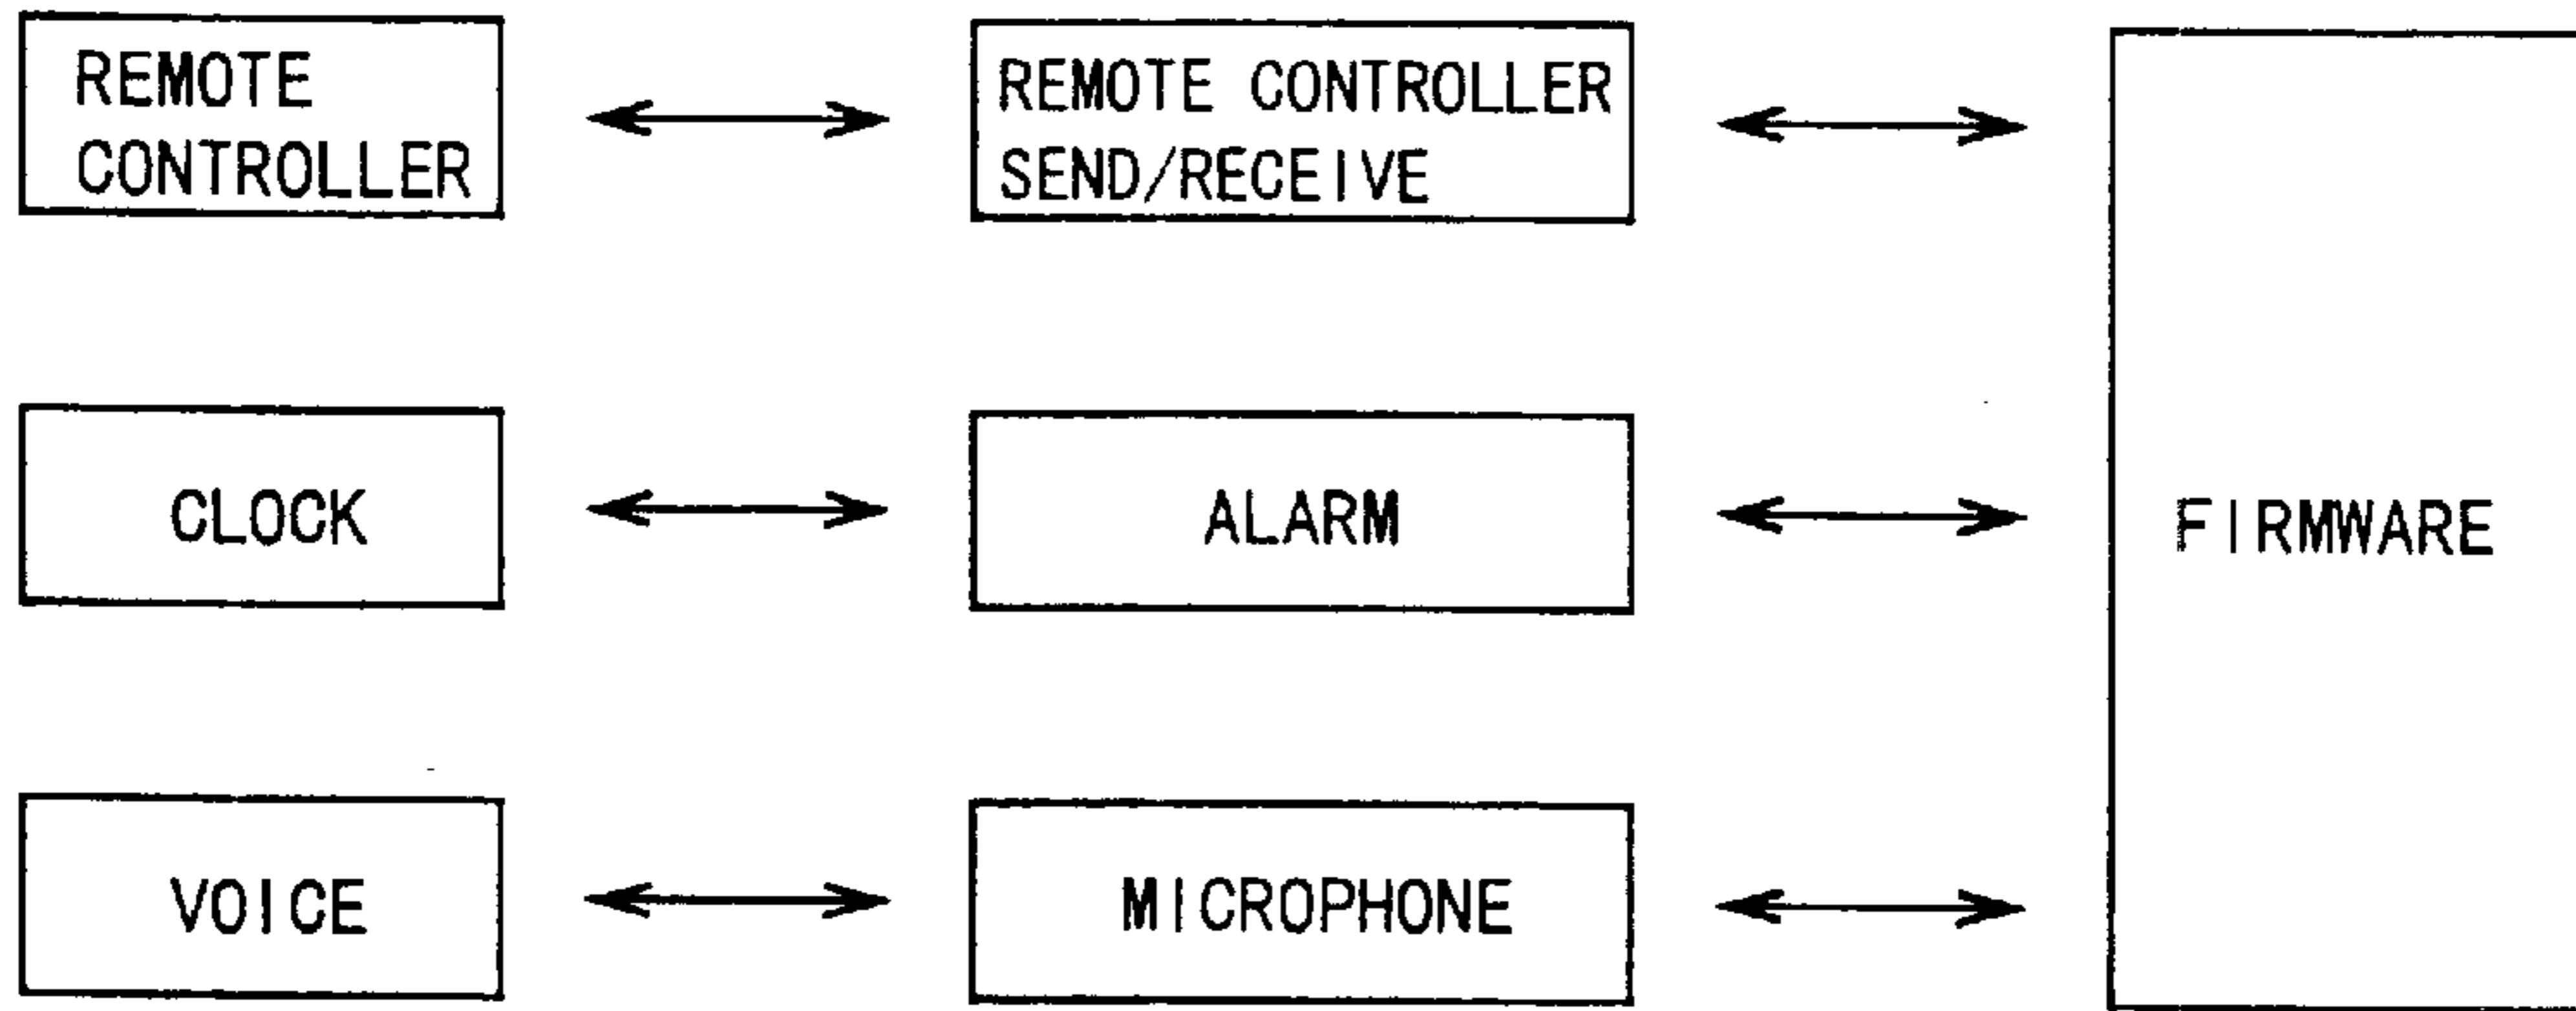 REMOTE
CONTROLLER
REMOTE CONTROLLER
SEND/RECEIVE
CLOCK
ALARM
FIRMWARE
VOICE
MICROPHONE